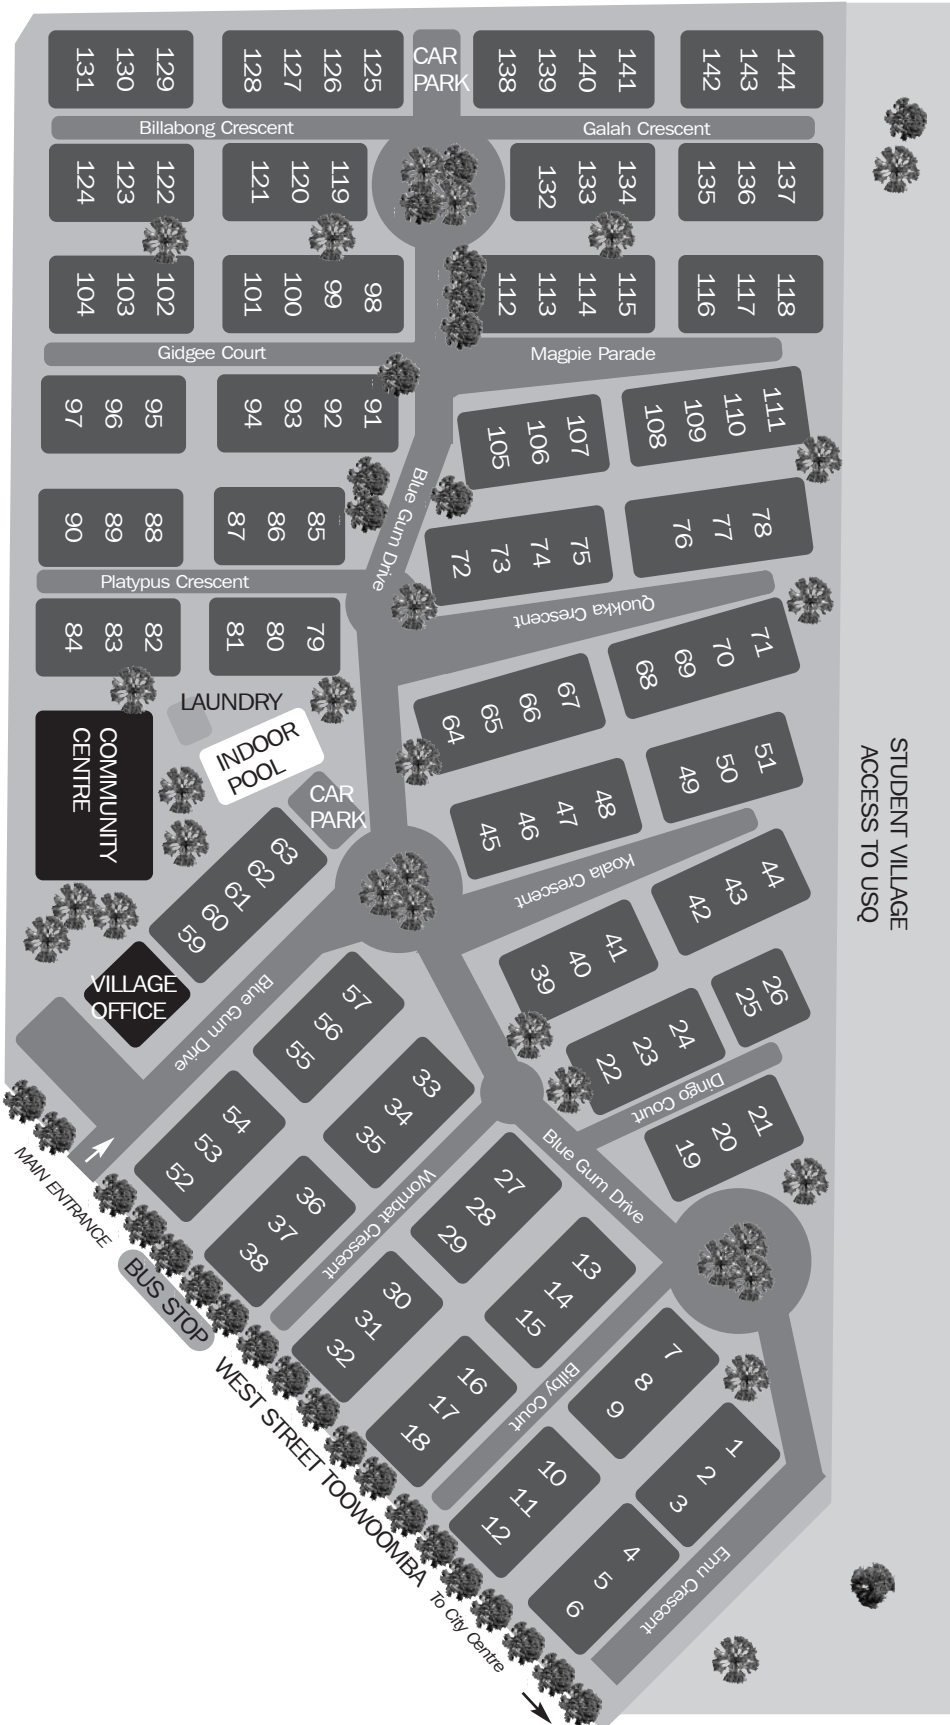 131 130 129
128 127 126 125
CAR
PARK
138 139 140 141
142 143 144
Billabong Crescent
Galah Crescent
124 123 122
121 120 119
132 133 134
135 136 137
104 103 102
101 100 99 98
112 113 114 115
116 117 118
Gidgee Court
Magpie Parade
97 96 95
94 93 92 91
105 106 107
108 109 110 111
Blue Gum Drive
90 89 88
87 86 85
72 73 74 75
76 77 78
Platypus Crescent
Quokka Crescent
84 83 82
81 80 79
64 65 66 67
68 69 70 71
LAUNDRY
INDOOR
POOL
COMMUNITY
CENTRE
CAR
PARK
45 46 47 48
49 50 51
STUDENT VILLAGE
ACCESS TO USQ
Koala Crescent
59 60 61 62 63
42 43 44
39 40 41
VILLAGE
OFFICE
Blue Gum Drive
57
56
55
22 23 24
25 26
Dingo Court
33
34
35
54
53
52
19 20 21
Blue Gum Drive
MAIN ENTRANCE
36
37
38
Wombat Crescent
27
28
29
BUS STOP
30
31
32
13
14
15
Bilby Court
7
8
9
WEST STREET TOOWOOMBA
16
17
18
10
11
12
1
2
3
4
5
6
Emu Crescent
To City Centre